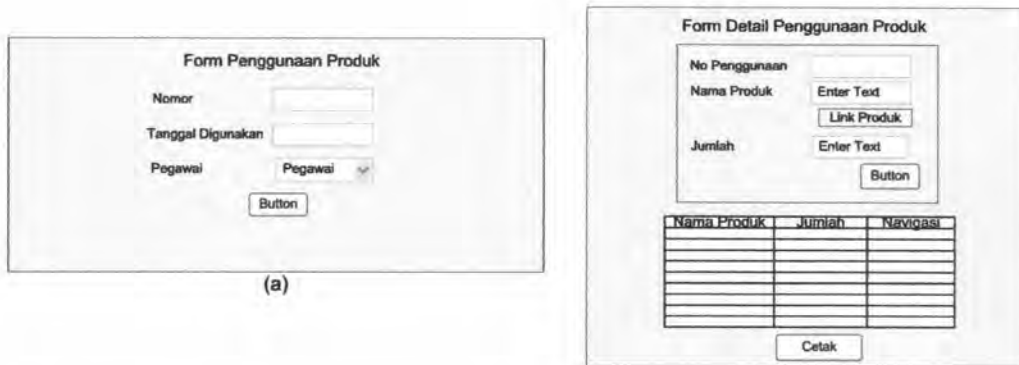 Form Penggunaan Produk
Nomor
Tanggal Digunakan
Pegawai Pegawai
Button
(a)
Form Detail Penggunaan Produk
No Penggunaan
Nama Produk Enter Text
Link Produk
Jumlah Enter Text
Button
Nama Produk Jumlah Navigasi
Cetak